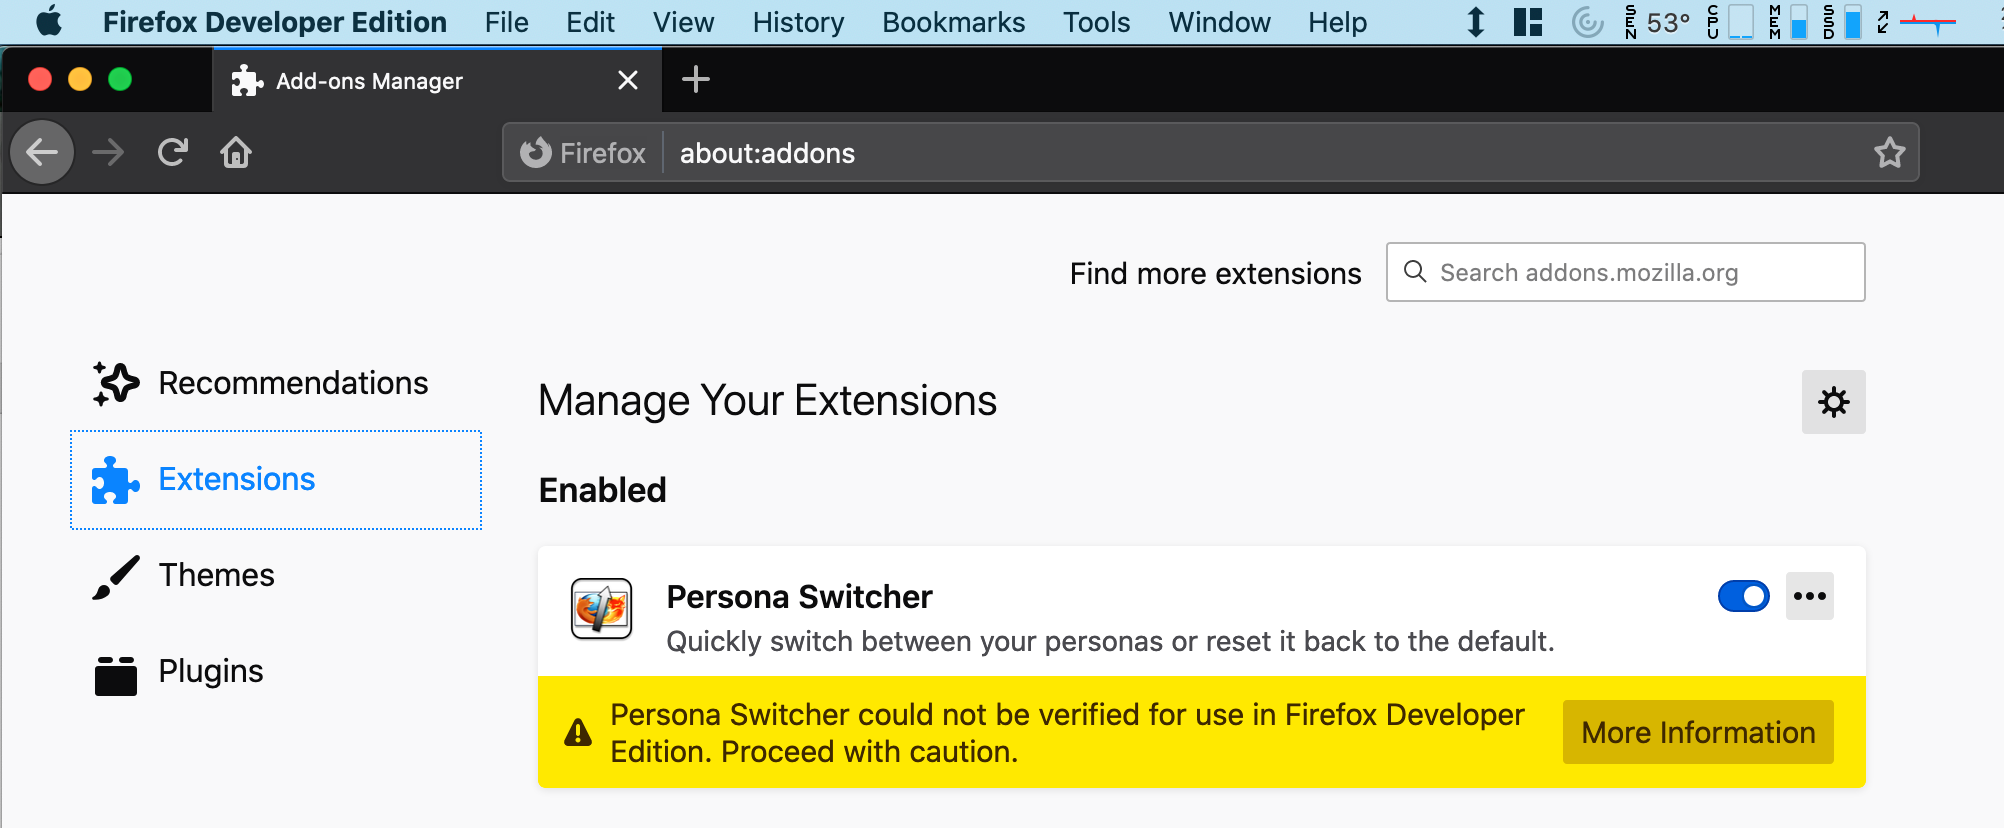 Firefox Developer Edition File Edit View History Bookmarks Tools Window Help SEN 53° CPU MEM SSD
Add-ons Manager
Firefox about:addons
Find more extensions Search addons.mozilla.org
Recommendations
Extensions
Themes
Plugins
Manage Your Extensions
Enabled
Persona Switcher
Quickly switch between your personas or reset it back to the default.
Persona Switcher could not be verified for use in Firefox Developer
Edition. Proceed with caution.
More Information